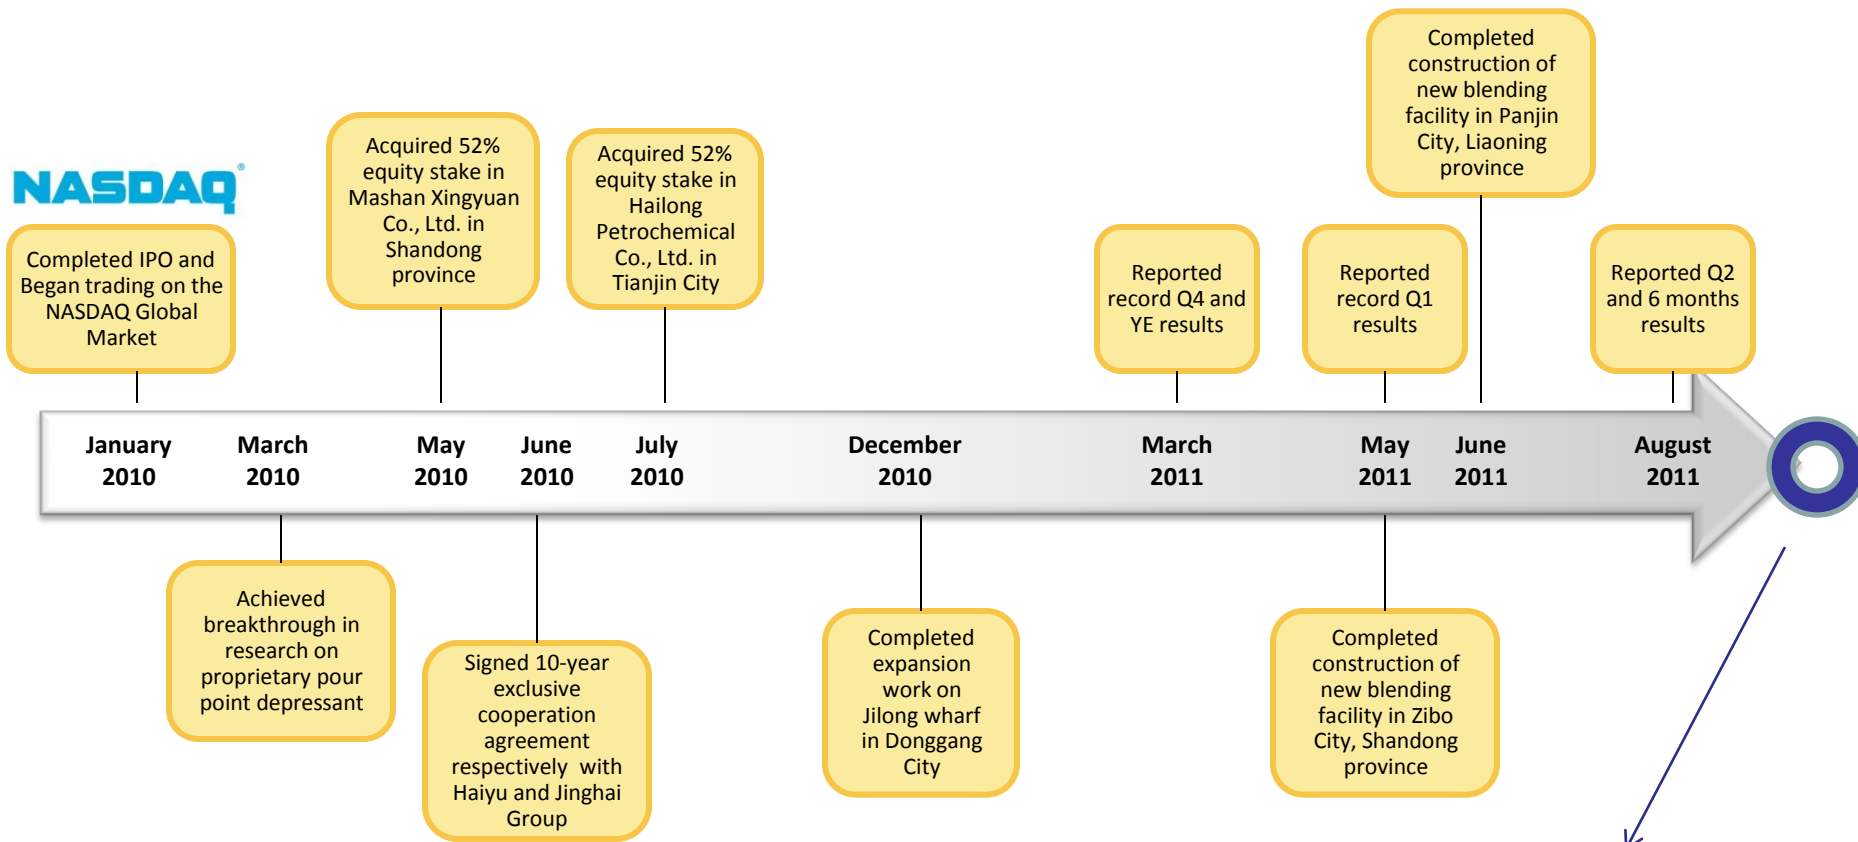 NASDAQ®
Completed IPO and
Began trading on the
NASDAQ Global
Market
Acquired 52%
equity stake in
Mashan Xingyuan
Co., Ltd. in
Shandong
province
Acquired 52%
equity stake in
Hailong
Petrochemical
Co., Ltd. in
Tianjin City
Reported
record Q4 and
YE results
Reported
record Q1
results
Completed
construction of
new blending
facility in Panjin
City, Liaoning
province
Reported Q2
and 6 months
results
January
2010
March
2010
May
2010
June
2010
July
2010
December
2010
March
2011
May
2011
June
2011
August
2011
Achieved
breakthrough in
research on
proprietary pour
point depressant
Signed 10-year
exclusive
cooperation
agreement
respectively with
Haiyu and Jinghai
Group
Completed
expansion
work on
Jilong wharf
in Donggang
City
Completed
construction of
new blending
facility in Zibo
City, Shandong
province